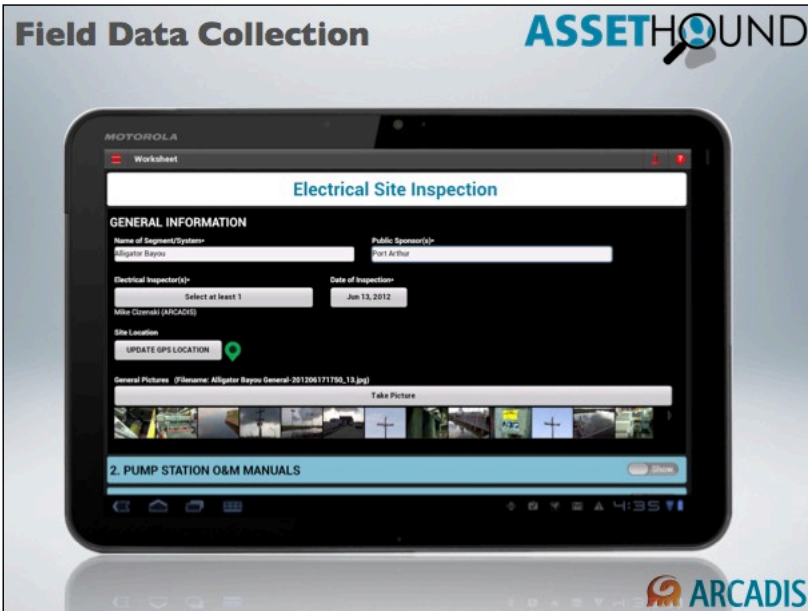 Field Data Collection
ASSETHOUND
MOTOROLA
Worksheet
Electrical Site Inspection
GENERAL INFORMATION
Name of Segment/System*
Public Sponsor(s)*
Alligator Bayou
Port Arthur
Electrical Inspector(s)*
Date of Inspection*
Select at least 1
Jun 13, 2012
Mike Cizenski (ARCADIS)
Site Location
UPDATE GPS LOCATION
General Pictures (Filename: Alligator Bayou General-201206171750_13.jpg)
Take Picture
2. PUMP STATION O&M MANUALS
Show
4:35
ARCADIS